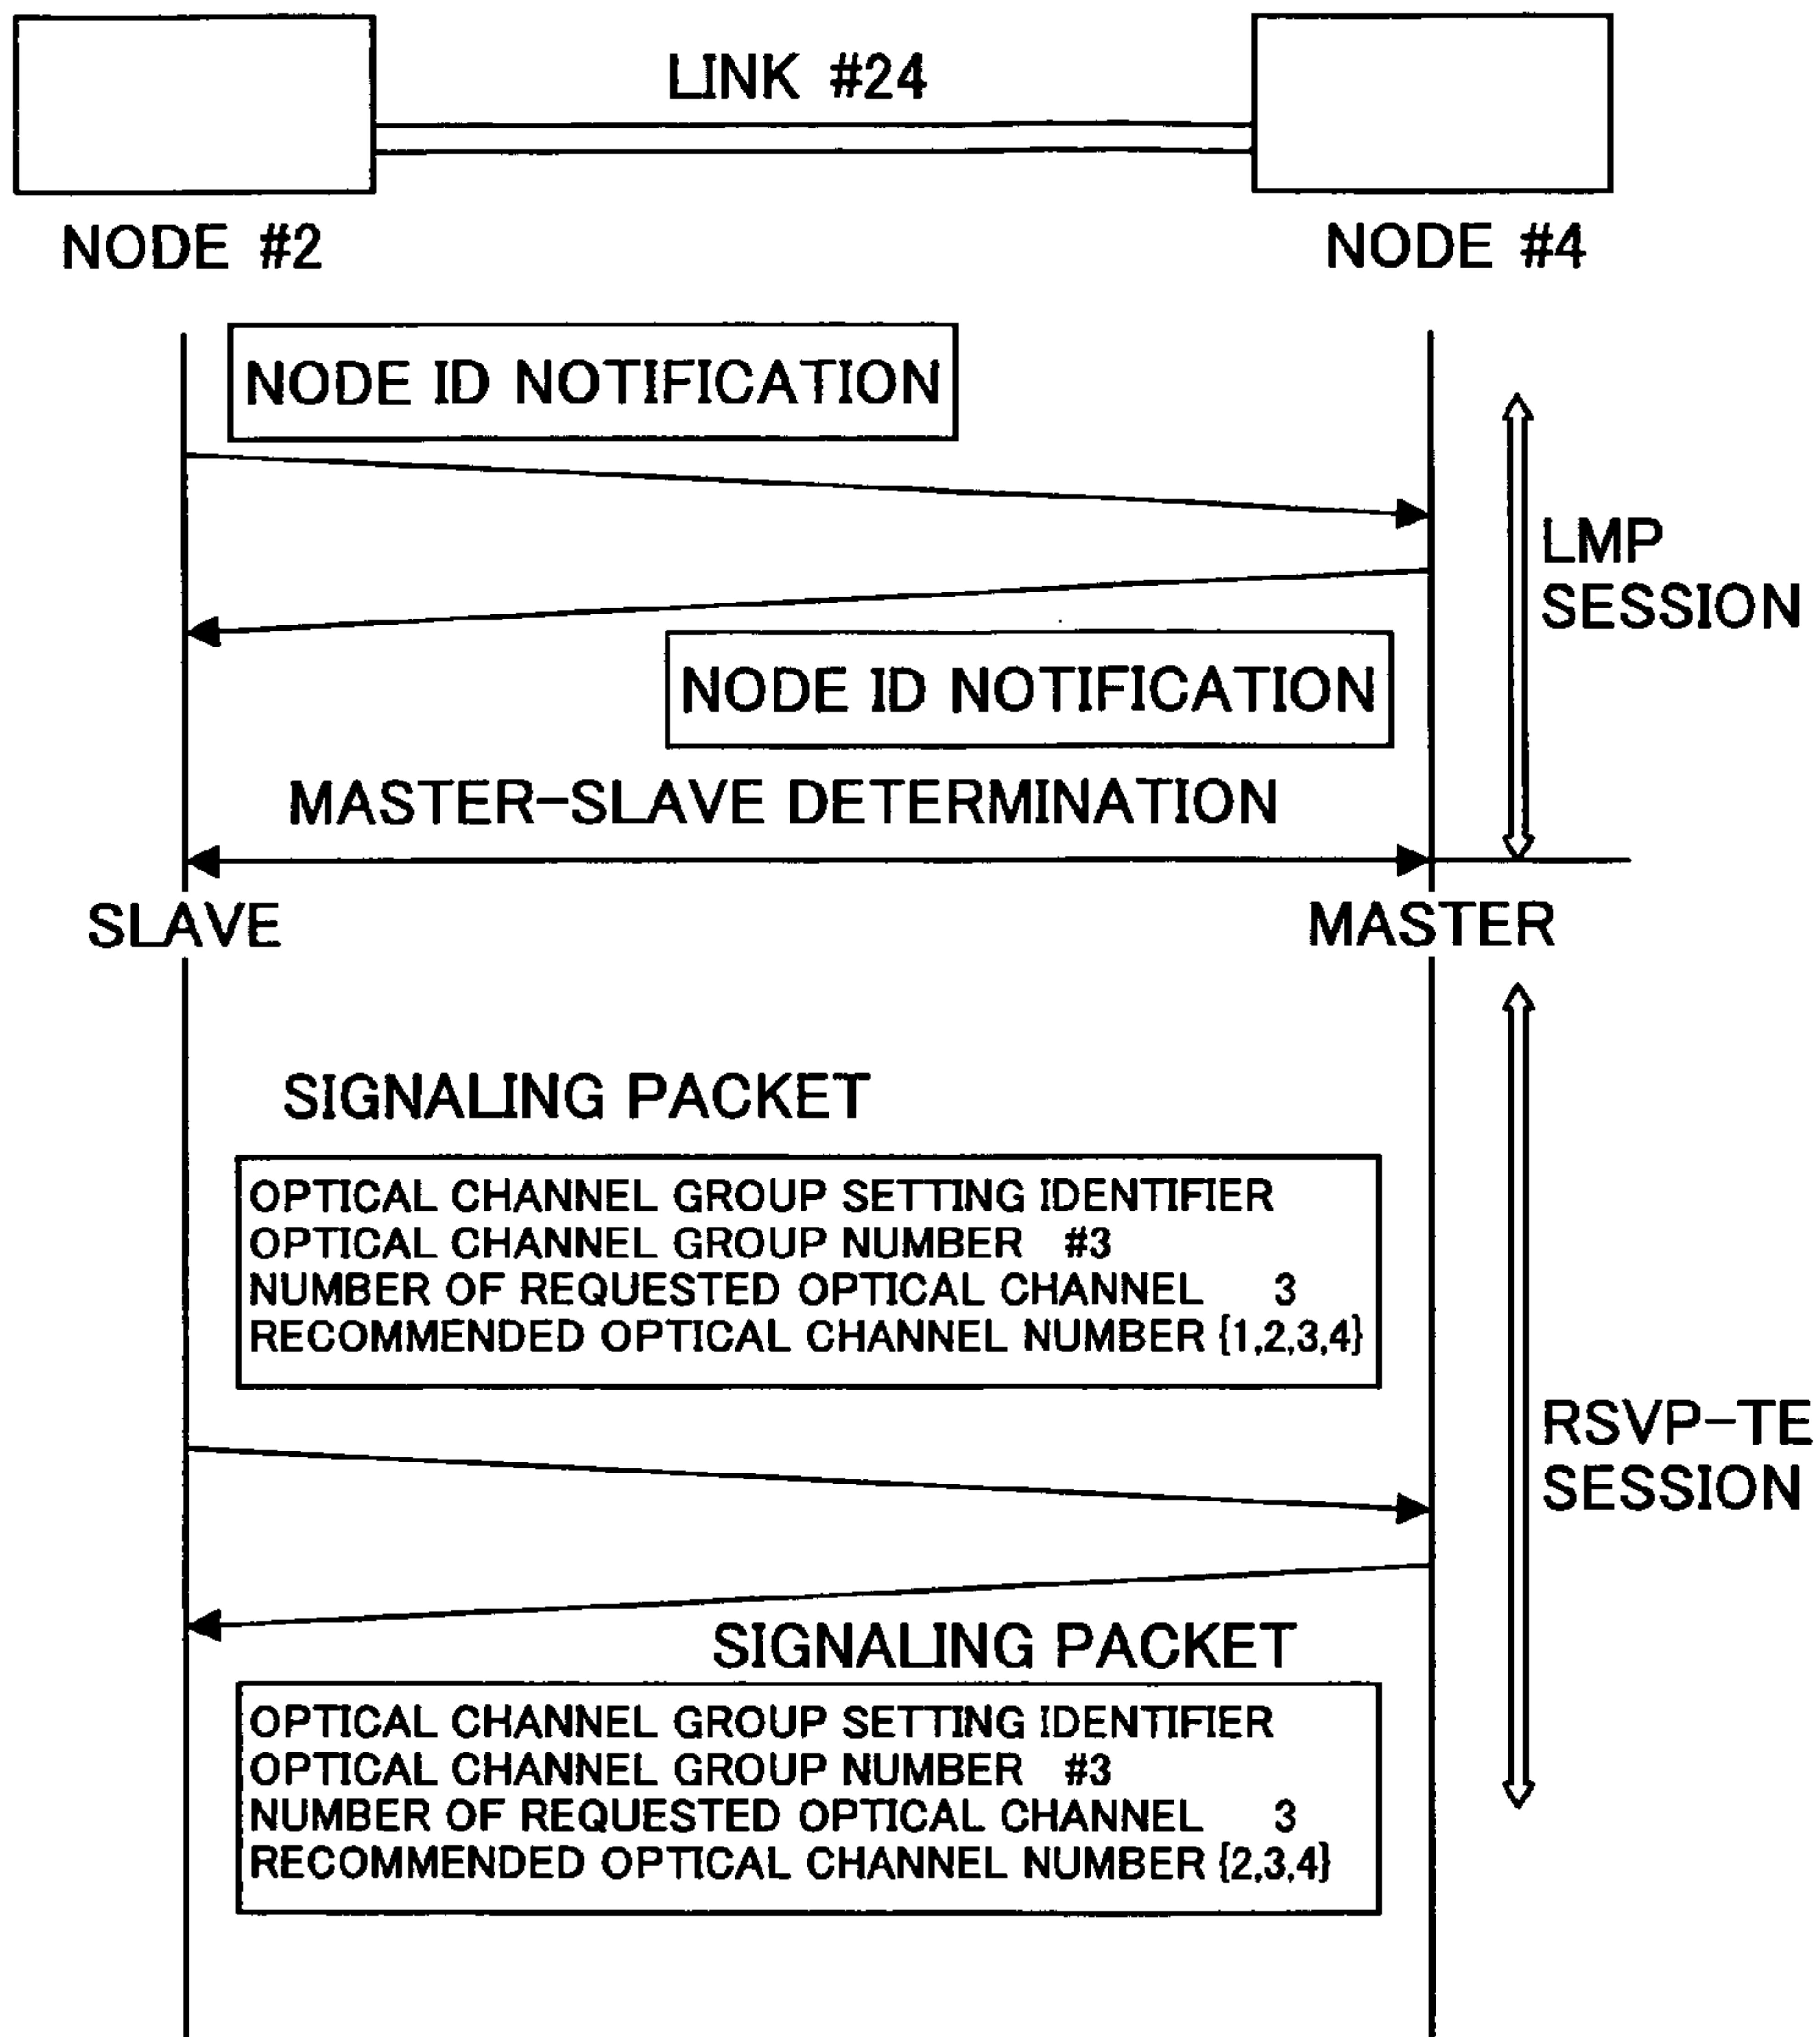 LINK #24
NODE #2
NODE #4
NODE ID NOTIFICATION
LMP
SESSION
NODE ID NOTIFICATION
MASTER-SLAVE DETERMINATION
SLAVE
MASTER
SIGNALING PACKET
OPTICAL CHANNEL GROUP SETTING IDENTIFIER
OPTICAL CHANNEL GROUP NUMBER #3
NUMBER OF REQUESTED OPTICAL CHANNEL 3
RECOMMENDED OPTICAL CHANNEL NUMBER {1,2,3,4}
RSVP-TE
SESSION
SIGNALING PACKET
OPTICAL CHANNEL GROUP SETTING IDENTIFIER
OPTICAL CHANNEL GROUP NUMBER #3
NUMBER OF REQUESTED OPTICAL CHANNEL 3
RECOMMENDED OPTICAL CHANNEL NUMBER {2,3,4}